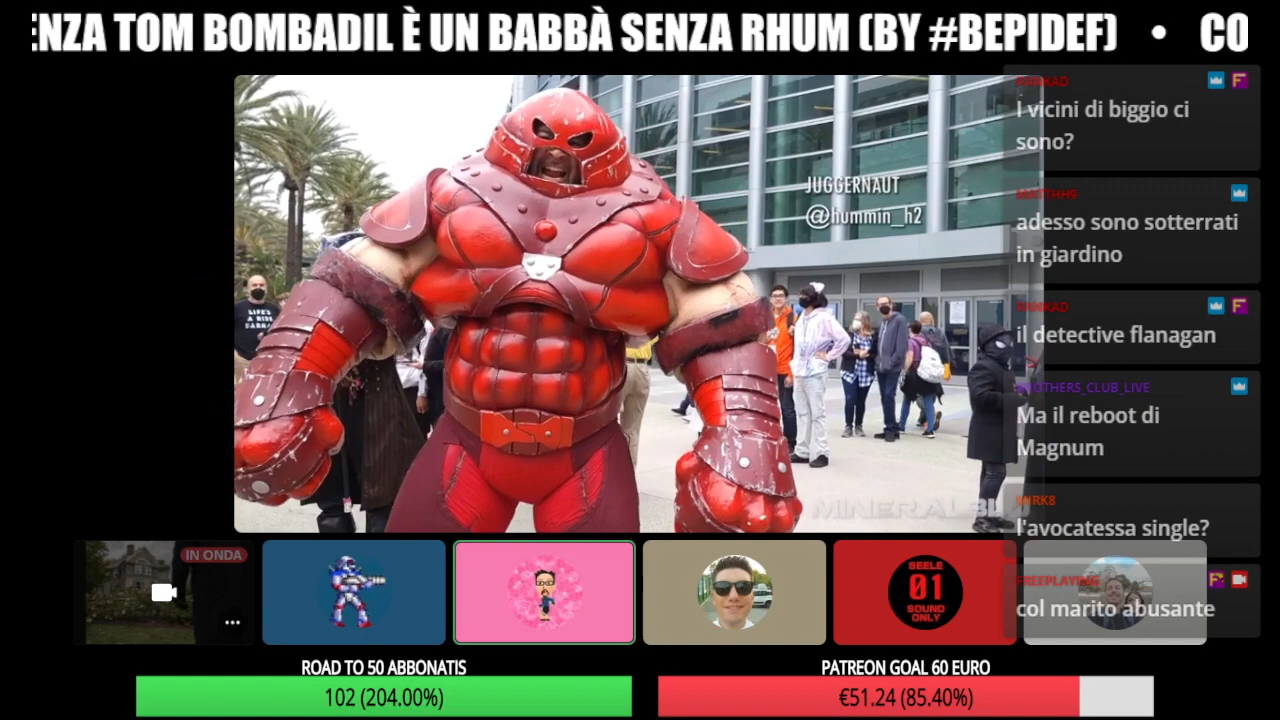 ENZA TOM BOMBADIL È UN BABBÀ SENZA RHUM (BY #BEPIDEF) • CO
I vicini di biggio ci
sono?
adesso sono sotterrati
in giardino
il detective flanagan
BROTHERS_CLUB_LIVE
Ma il reboot di
Magnum
l'avocatessa single?
FREEPLAYING
col marito abusante
JUGGERNAUT
@hummin_h2
LIFE'S
MINERALBLU
IN ONDA
SEELE
01
SOUND
ONLY
ROAD TO 50 ABBONATIS
102 (204.00%)
PATREON GOAL 60 EURO
€51.24 (85.40%)